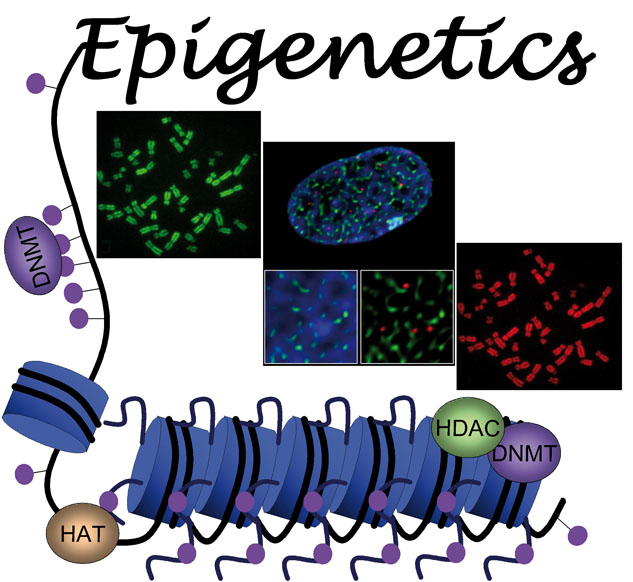 Epigenetics
DNMT
HDAC
DNMT
HAT